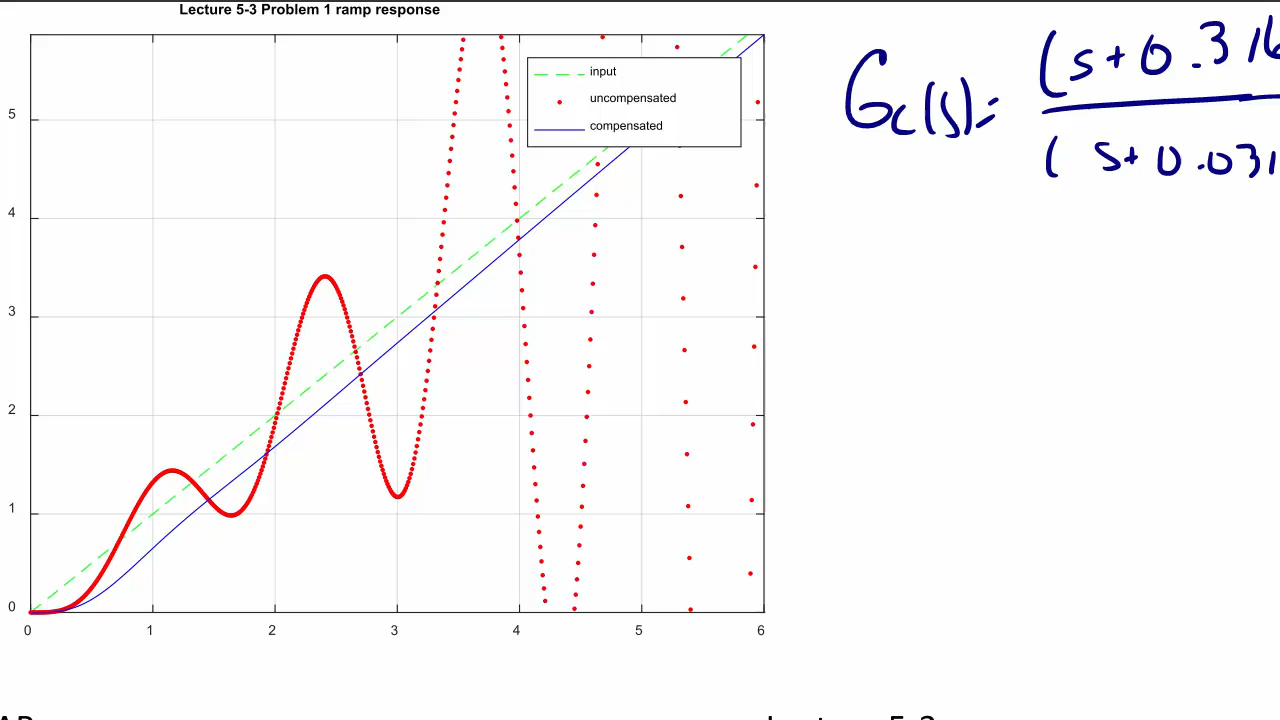 Lecture 5-3 Problem 1 ramp response
input
uncompensated
compensated
5
4
3
2
1
0
0 1 2 3 4 5 6
Gc(s)= (s+0.316
(s+0.031